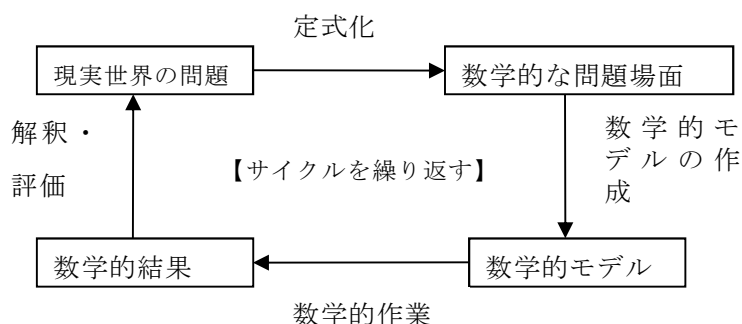 定式化
現実世界の問題
数学的な問題場面
解釈・
評価
数学的モ
デルの作
成
【サイクルを繰り返す】
数学的結果
数学的モデル
数学的作業